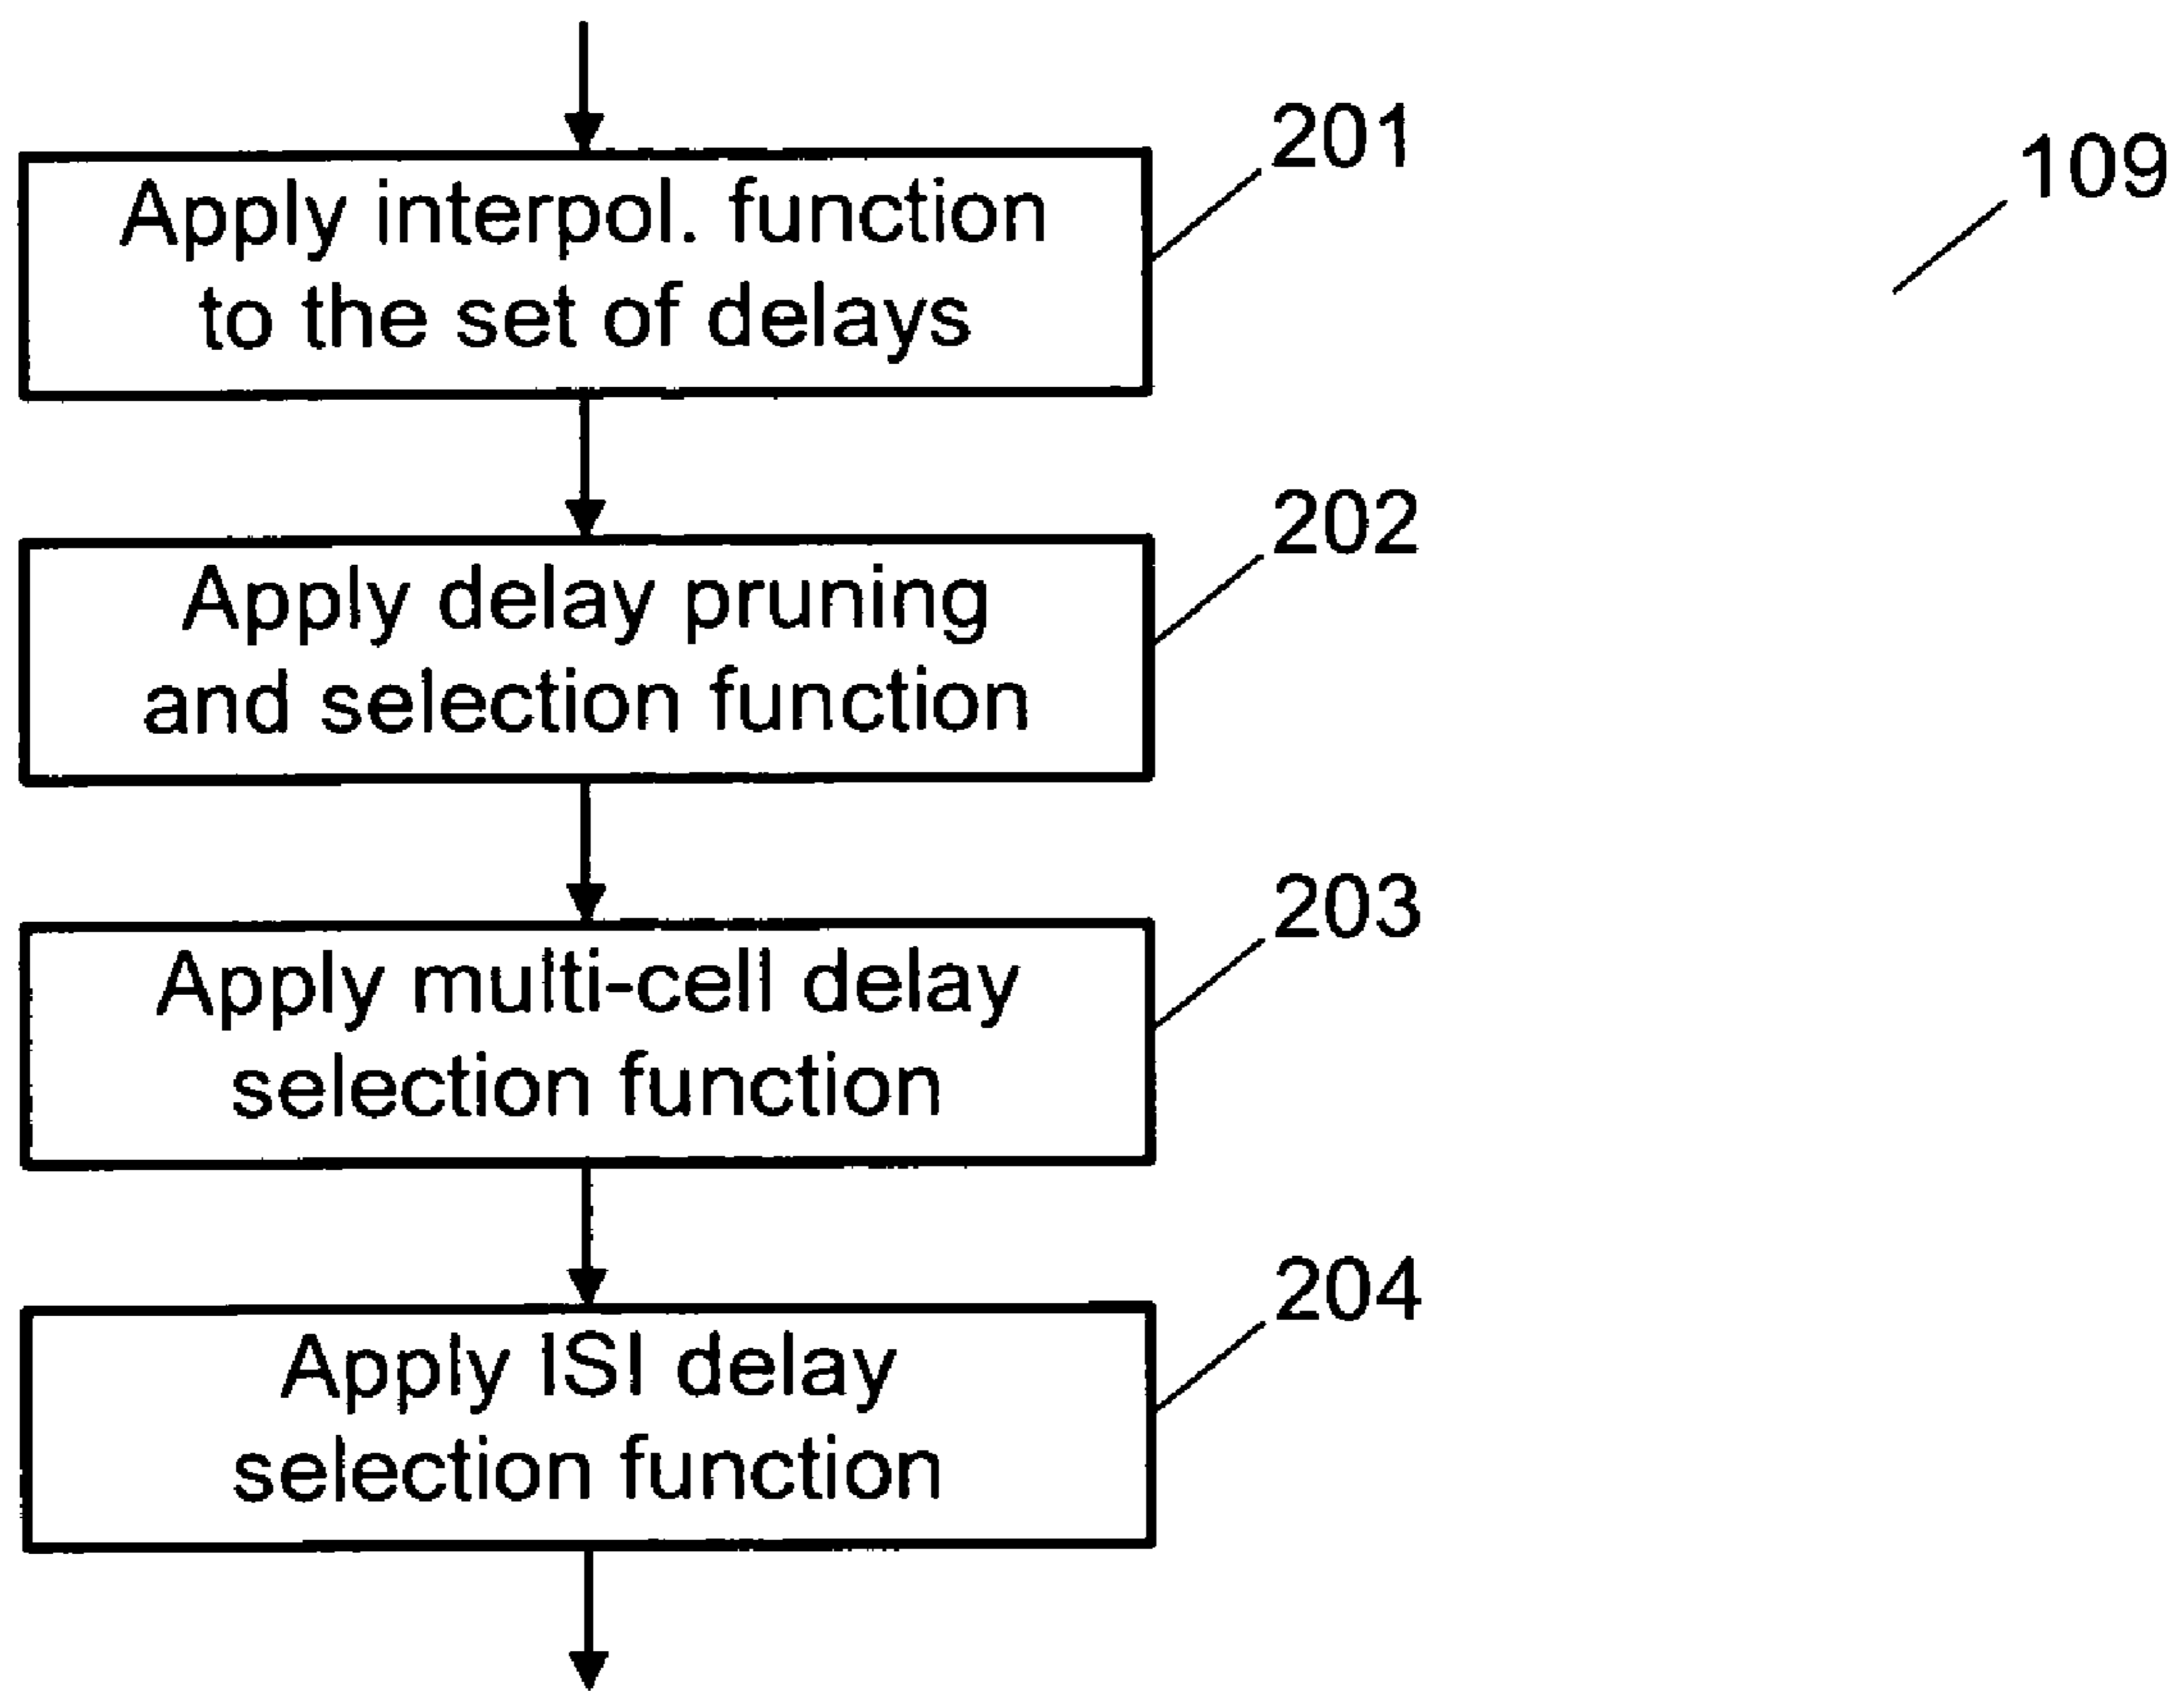 201
109
Apply interpol. function
to the set of delays
202
Apply delay pruning
and selection function
203
Apply multi-cell delay
selection function
204
Apply ISI delay
selection function